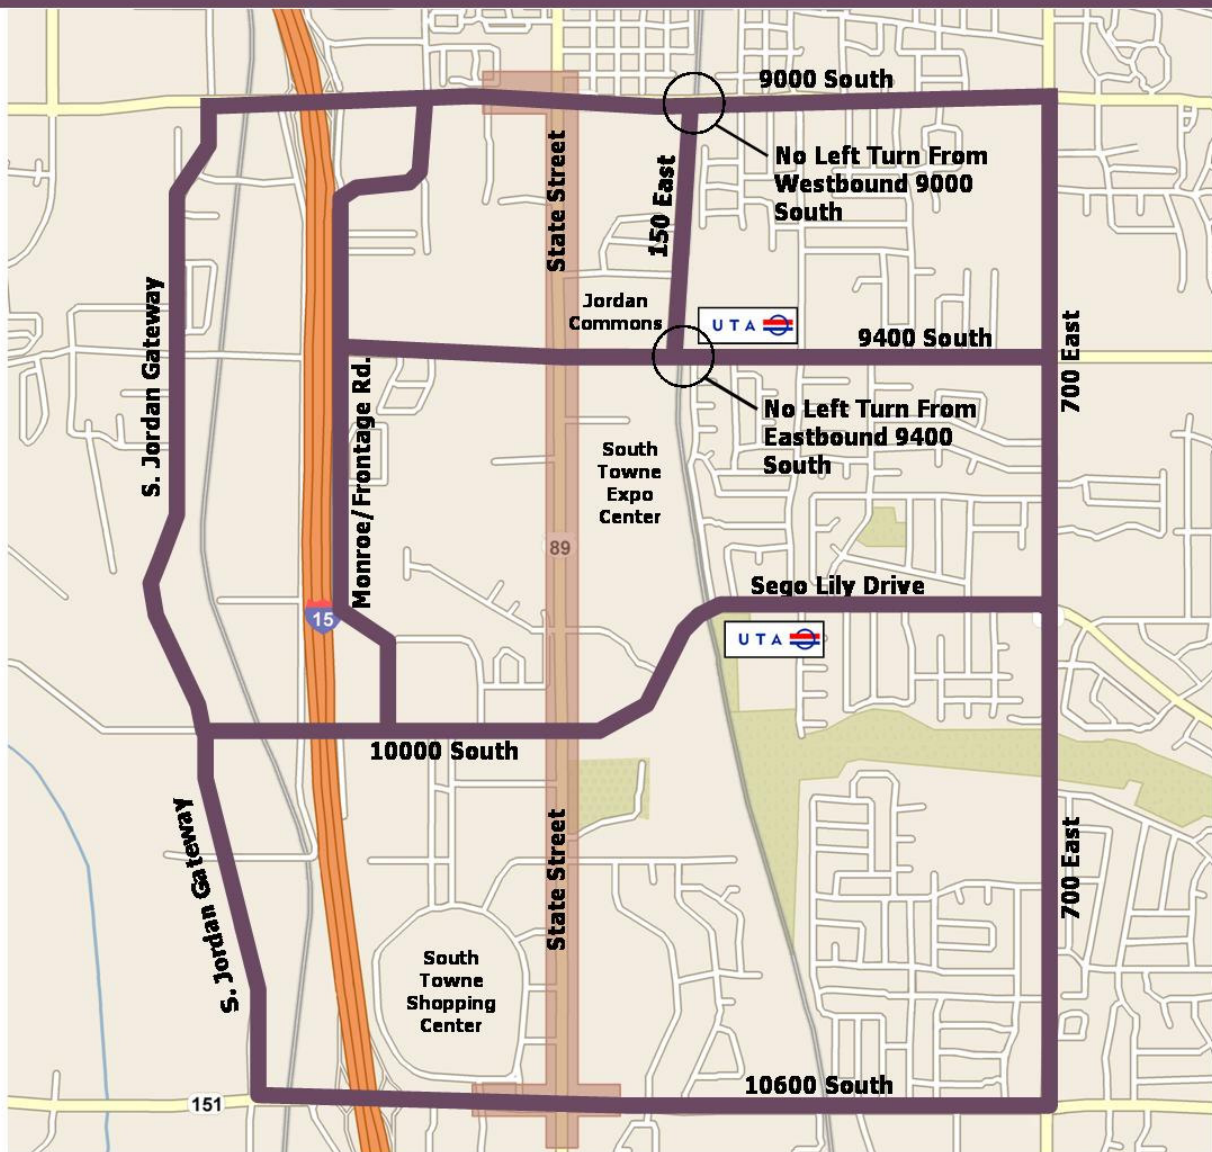 9000 South
No Left Turn From
Westbound 9000
South
State Street
150 East
Jordan
Commons
UTA
9400 South
700 East
S. Jordan Gateway
Monroe/Frontage Rd.
No Left Turn From
Eastbound 9400
South
South
Towne
Expo
Center
89
Sego Lily Drive
15
UTA
10000 South
S. Jordan Gateway
State Street
700 East
South
Towne
Shopping
Center
10600 South
151